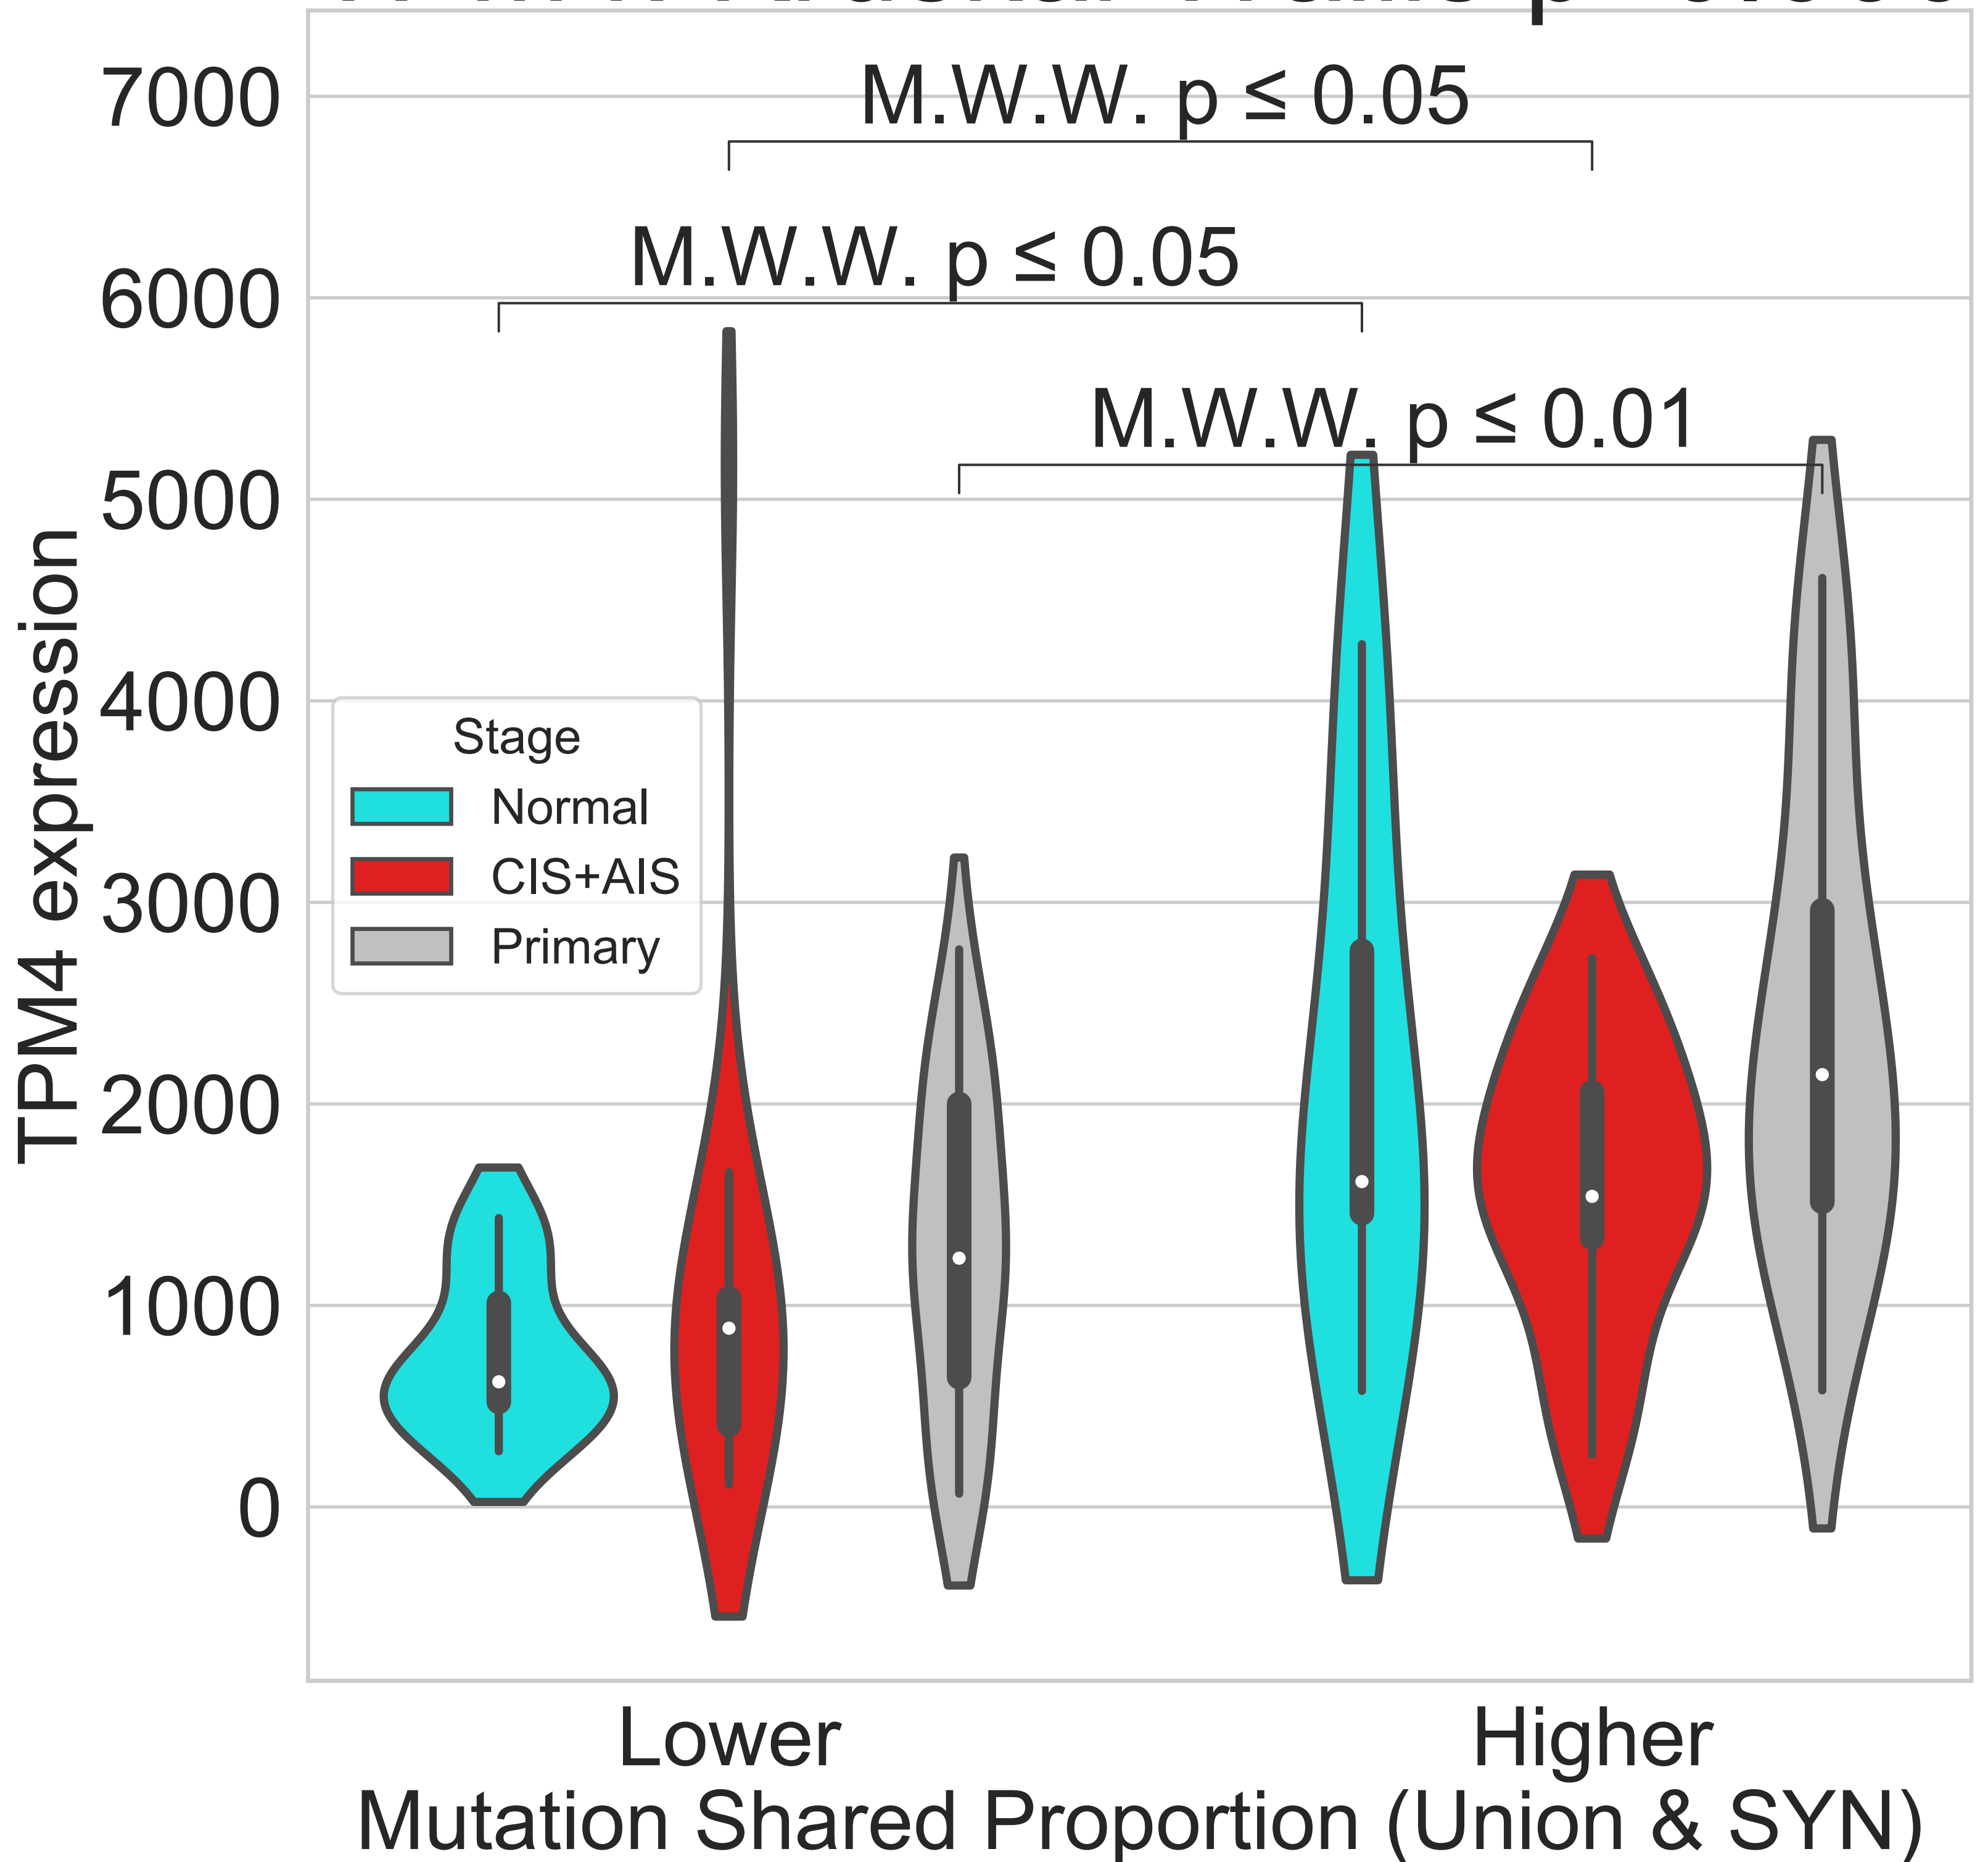 7000
6000
5000
4000
3000
2000
1000
0
TPM4 expression
M.W.W. p ≤ 0.05
M.W.W. p ≤ 0.05
M.W.W. p ≤ 0.01
Stage
Normal
CIS+AIS
Primary
Lower
Higher
Mutation Shared Proportion (Union & SYN)